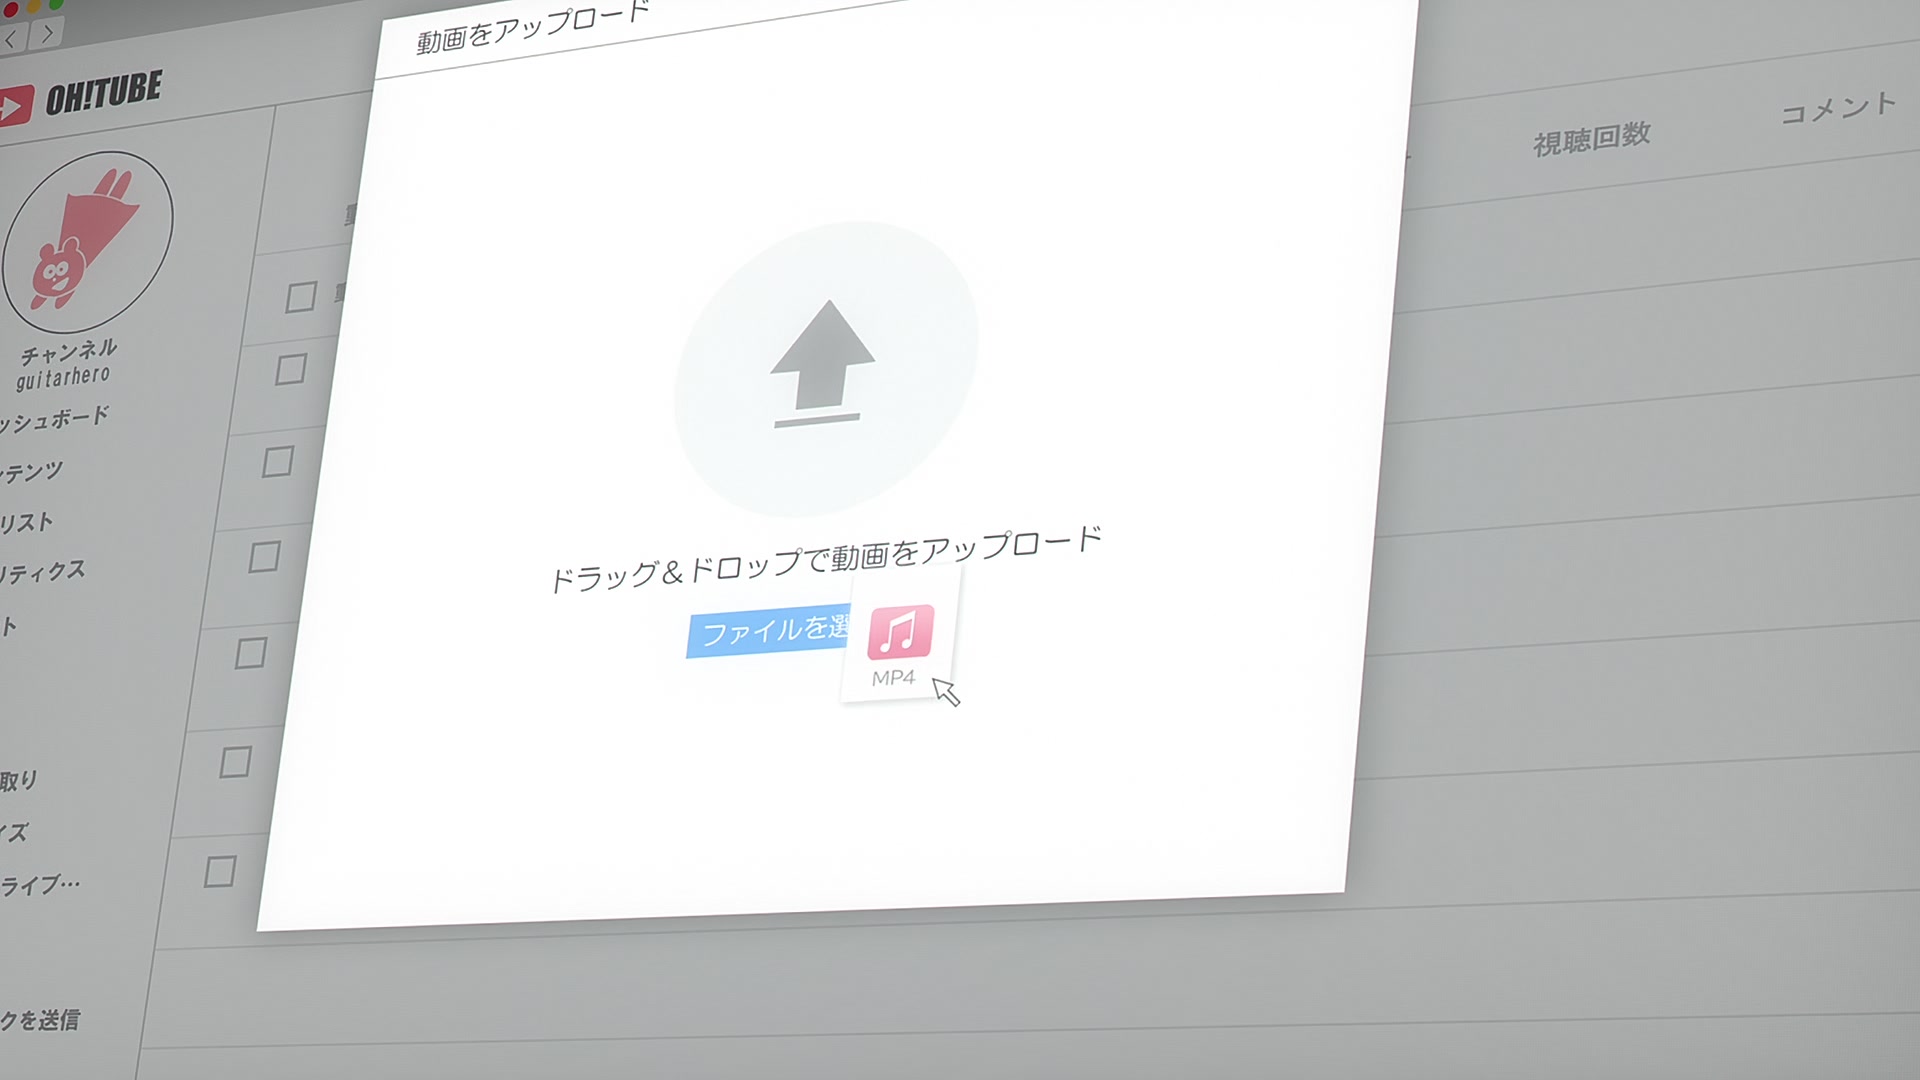 動画をアップロード
OH!TUBE
視聴回数
コメント
チャンネル
guitarhero
ッシュボード
ンテンツ
リスト
リティクス
ト
ドラッグ&ドロップで動画をアップロード
ファイルを選
MP4
取り
イズ
ライブ…
クを送信